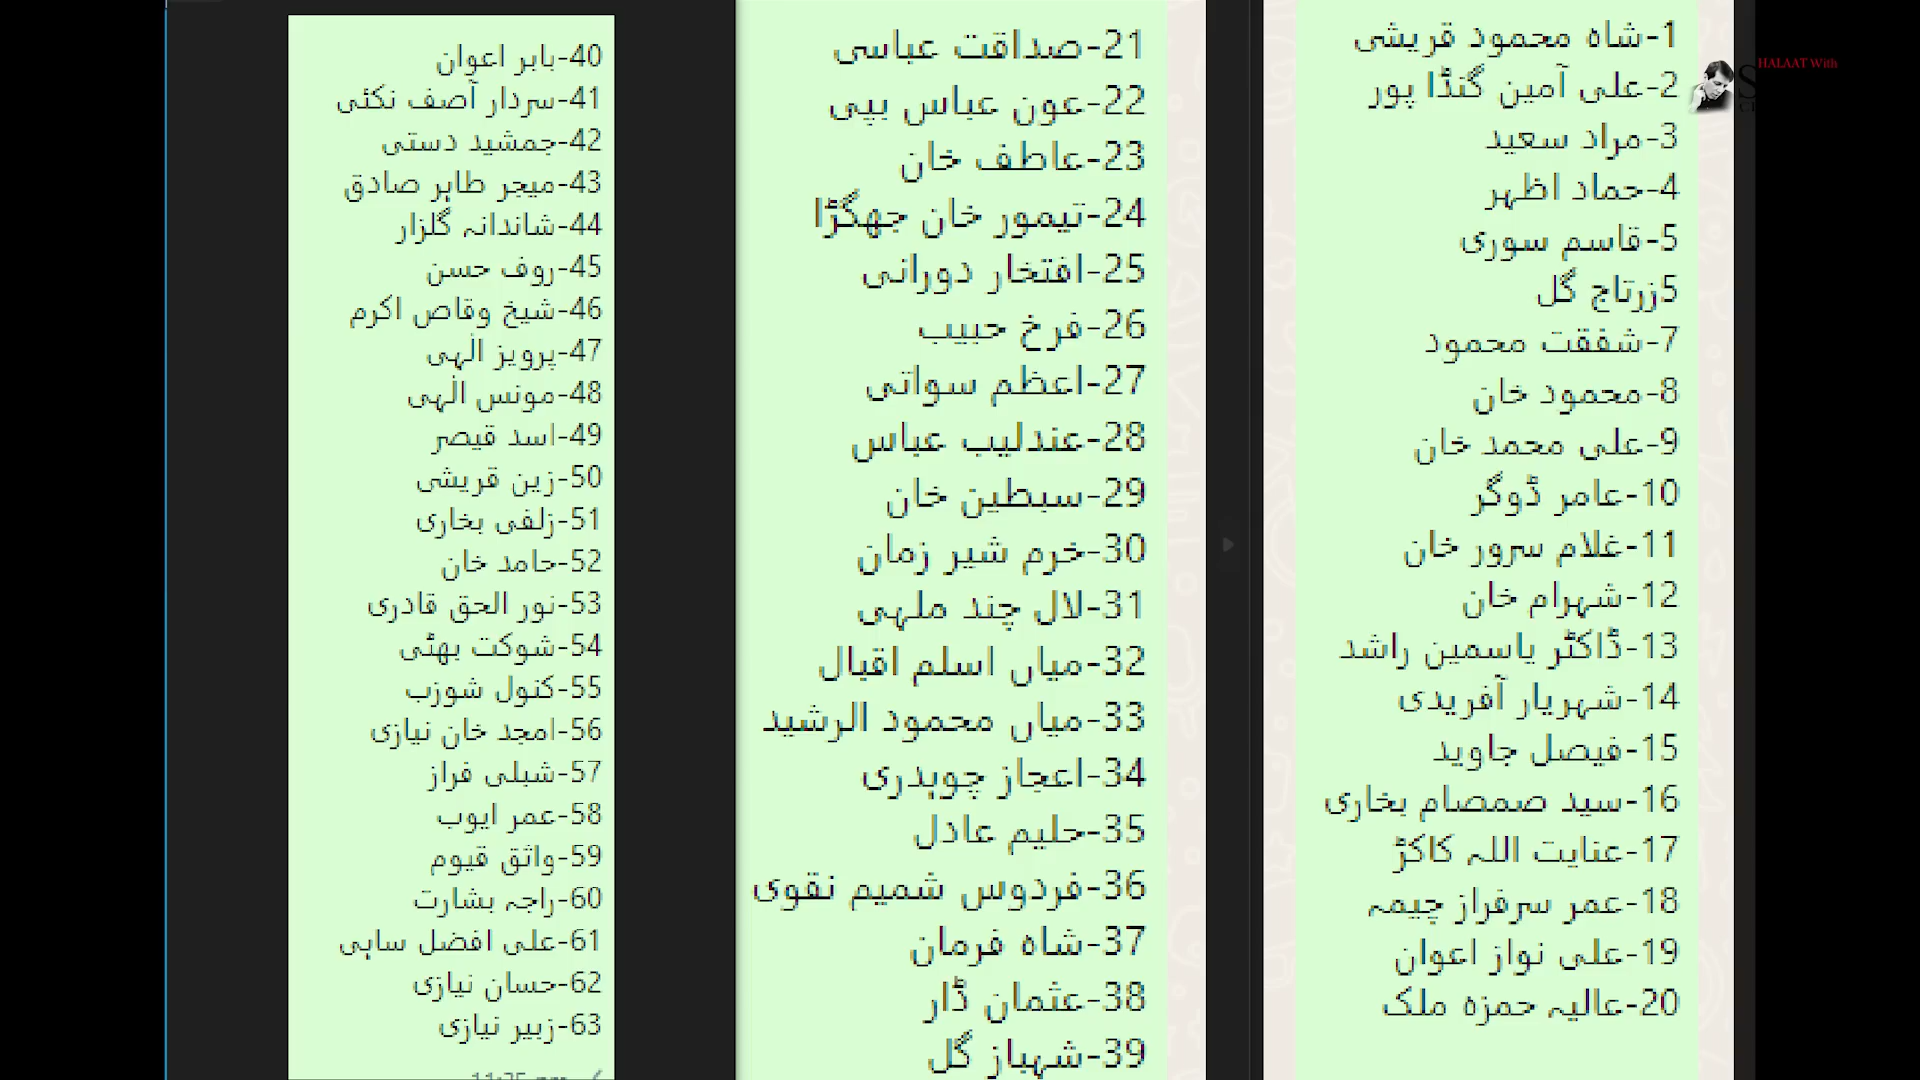 1-شاہ محمود قریشی
2-علی آمین گنڈا پور
3-مراد سعید
4-حماد اظہر
5-قاسم سوری
5زرتاج گل
7-شفقت محمود
8-محمود خان
9-علی محمد خان
10-عامر ڈوگر
11-غلام سرور خان
12-شہرام خان
13-ڈاکٹر یاسمین راشد
14-شہریار آفریدی
15-فیصل جاوید
16-سید صمصام بخاری
17-عنایت اللہ کاکڑ
18-عمر سرفراز چیمہ
19-علی نواز اعوان
20-عالیہ حمزہ ملک
21-صداقت عباسی
22-عون عباس بپی
23-عاطف خان
24-تیمور خان جھگڑا
25-افتخار دورانی
26-فرخ حبیب
27-اعظم سواتی
28-عندلیب عباس
29-سبطین خان
30-خرم شیر زمان
31-لال چند ملہی
32-میاں اسلم اقبال
33-میاں محمود الرشید
34-اعجاز چوہدری
35-حلیم عادل
36-فردوس شمیم نقوی
37-شاہ فرمان
38-عثمان ڈار
39-شہباز گل
40-بابر اعوان
41-سردار آصف نکئی
42-جمشید دستی
43-میجر طاہر صادق
44-شاندانہ گلزار
45-روف حسن
46-شیخ وقاص اکرم
47-پرویز الٰہی
48-مونس الٰہی
49-اسد قیصر
50-زین قریشی
51-زلفی بخاری
52-حامد خان
53-نور الحق قادری
54-شوکت بھٹی
55-کنول شوزب
56-امجد خان نیازی
57-شبلی فراز
58-عمر ایوب
59-واثق قیوم
60-راجہ بشارت
61-علی افضل ساہی
62-حسان نیازی
63-زبیر نیازی
HALAAT With